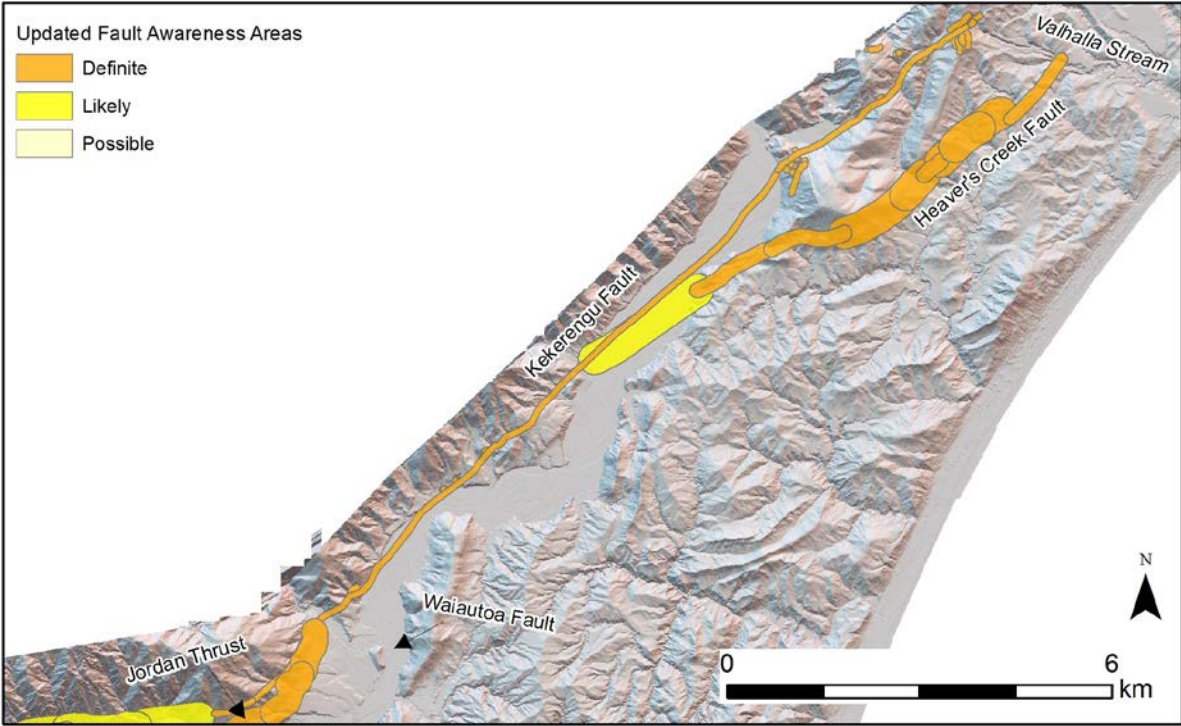 Updated Fault Awareness Areas
Definite
Likely
Possible
Valhalla Stream
Heaver's Creek Fault
Kekerengu Fault
Waiautoa Fault
Jordan Thrust
N
0 6
km